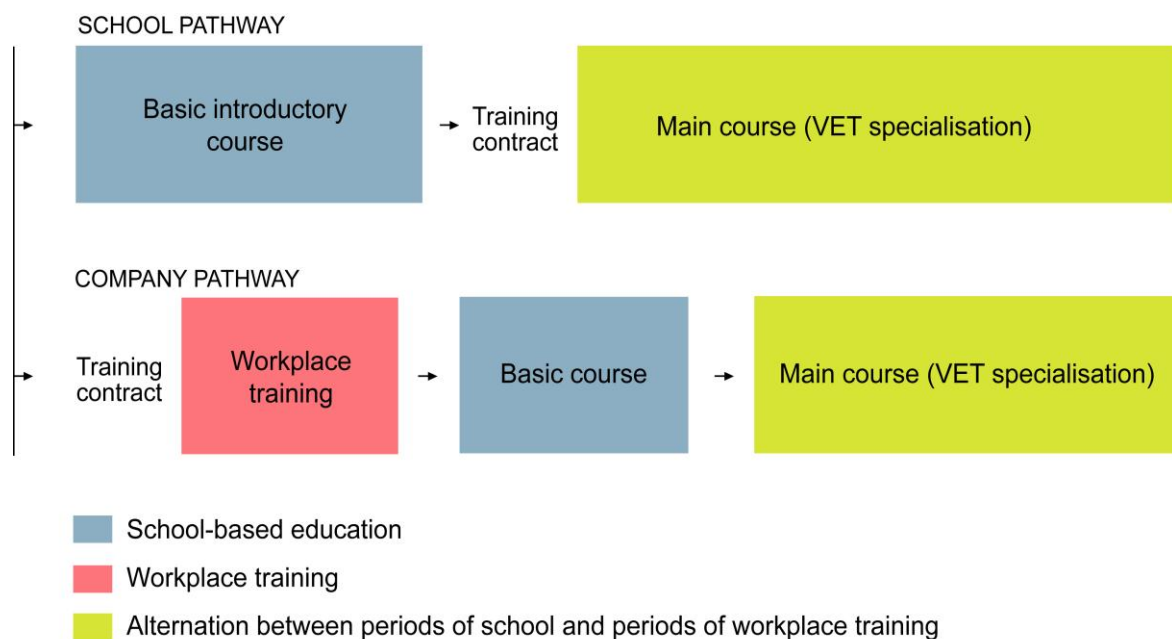 SCHOOL PATHWAY
Basic introductory
course
Training
contract
Main course (VET specialisation)
COMPANY PATHWAY
Training
contract
Workplace
training
Basic course
Main course (VET specialisation)
School-based education
Workplace training
Alternation between periods of school and periods of workplace training